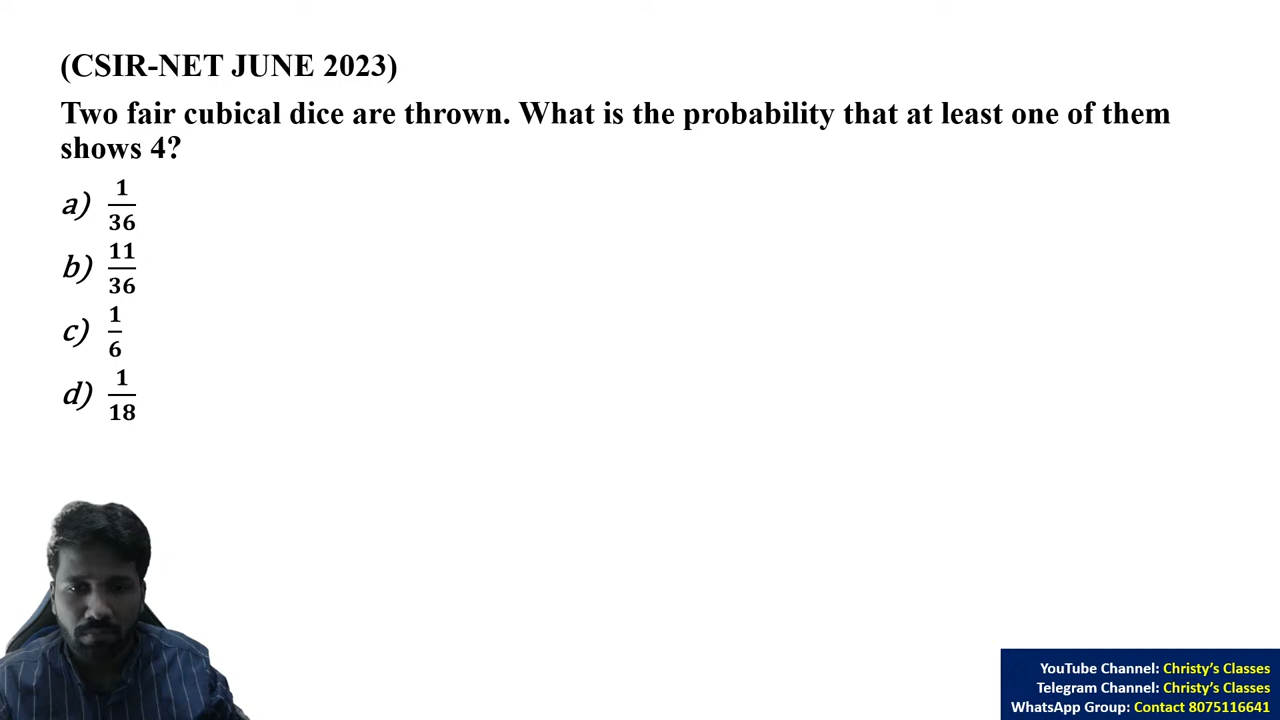 (CSIR-NET JUNE 2023)
Two fair cubical dice are thrown. What is the probability that at least one of them
shows 4?
a) 1/36
b) 11/36
c) 1/6
d) 1/18
YouTube Channel: Christy's Classes
Telegram Channel: Christy's Classes
WhatsApp Group: Contact 8075116641